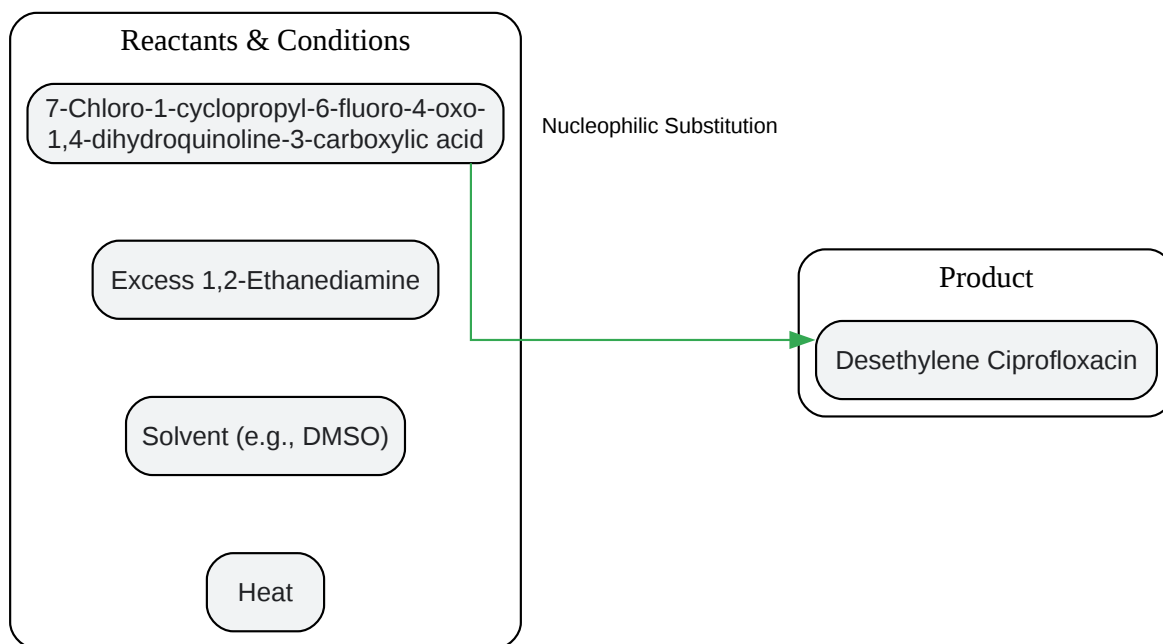 Reactants & Conditions
7-Chloro-1-cyclopropyl-6-fluoro-4-oxo-
1,4-dihydroquinoline-3-carboxylic acid
Nucleophilic Substitution
Excess 1,2-Ethanediamine
Product
Desethylene Ciprofloxacin
Solvent (e.g., DMSO)
Heat